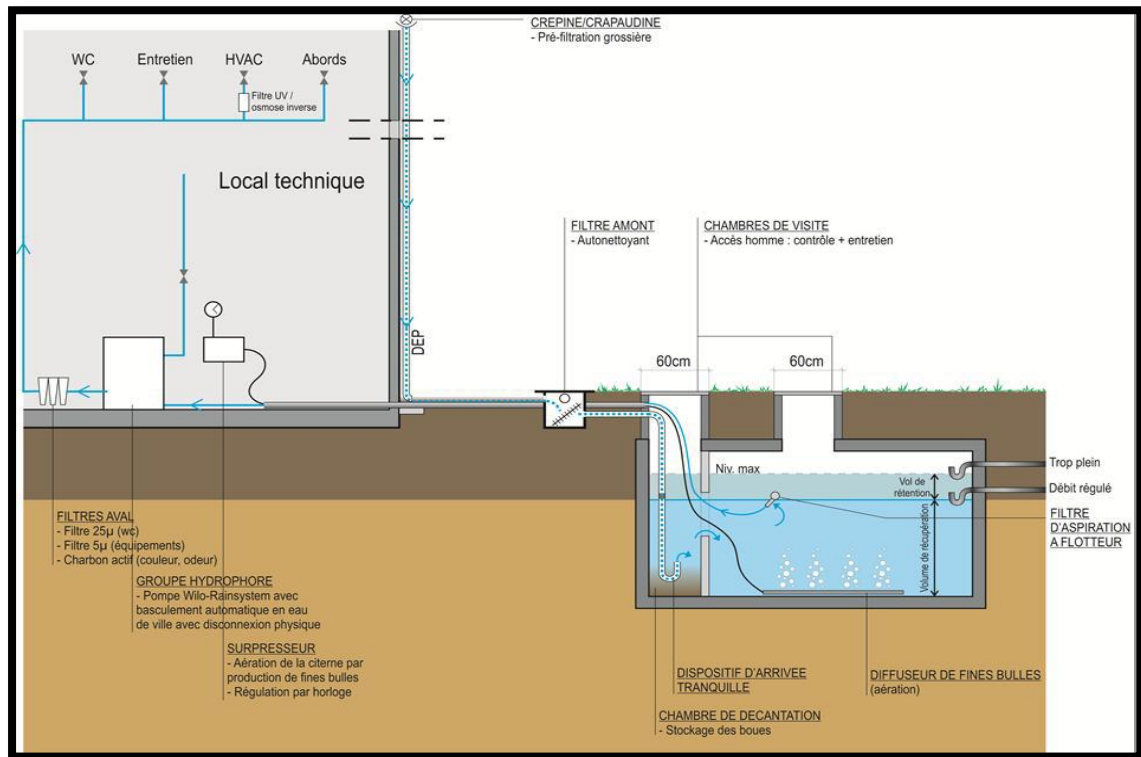 CREPINE/CRAPAUDINE
- Pré-filtration grossière
WC
Entretien
HVAC
Abords
Filtre UV /
osmose inverse
Local technique
DEP
FILTRE AMONT
- Autonettoyant
CHAMBRES DE VISITE
- Accès homme : contrôle + entretien
60cm
60cm
Niv. max
Vol de
rétention
Volume de récupération
Trop plein
Débit régulé
FILTRE
D'ASPIRATION
A FLOTTEUR
FILTRES AVAL
- Filtre 25µ (wc)
- Filtre 5µ (équipements)
- Charbon actif (couleur, odeur)
GROUPE HYDROPHORE
- Pompe Wilo-Rainsystem avec
basculement automatique en eau
de ville avec disconnexion physique
SURPRESSEUR
- Aération de la citerne par
production de fines bulles
- Régulation par horloge
DISPOSITIF D'ARRIVEE
TRANQUILLE
CHAMBRE DE DECANTATION
- Stockage des boues
DIFFUSEUR DE FINES BULLES
(aération)